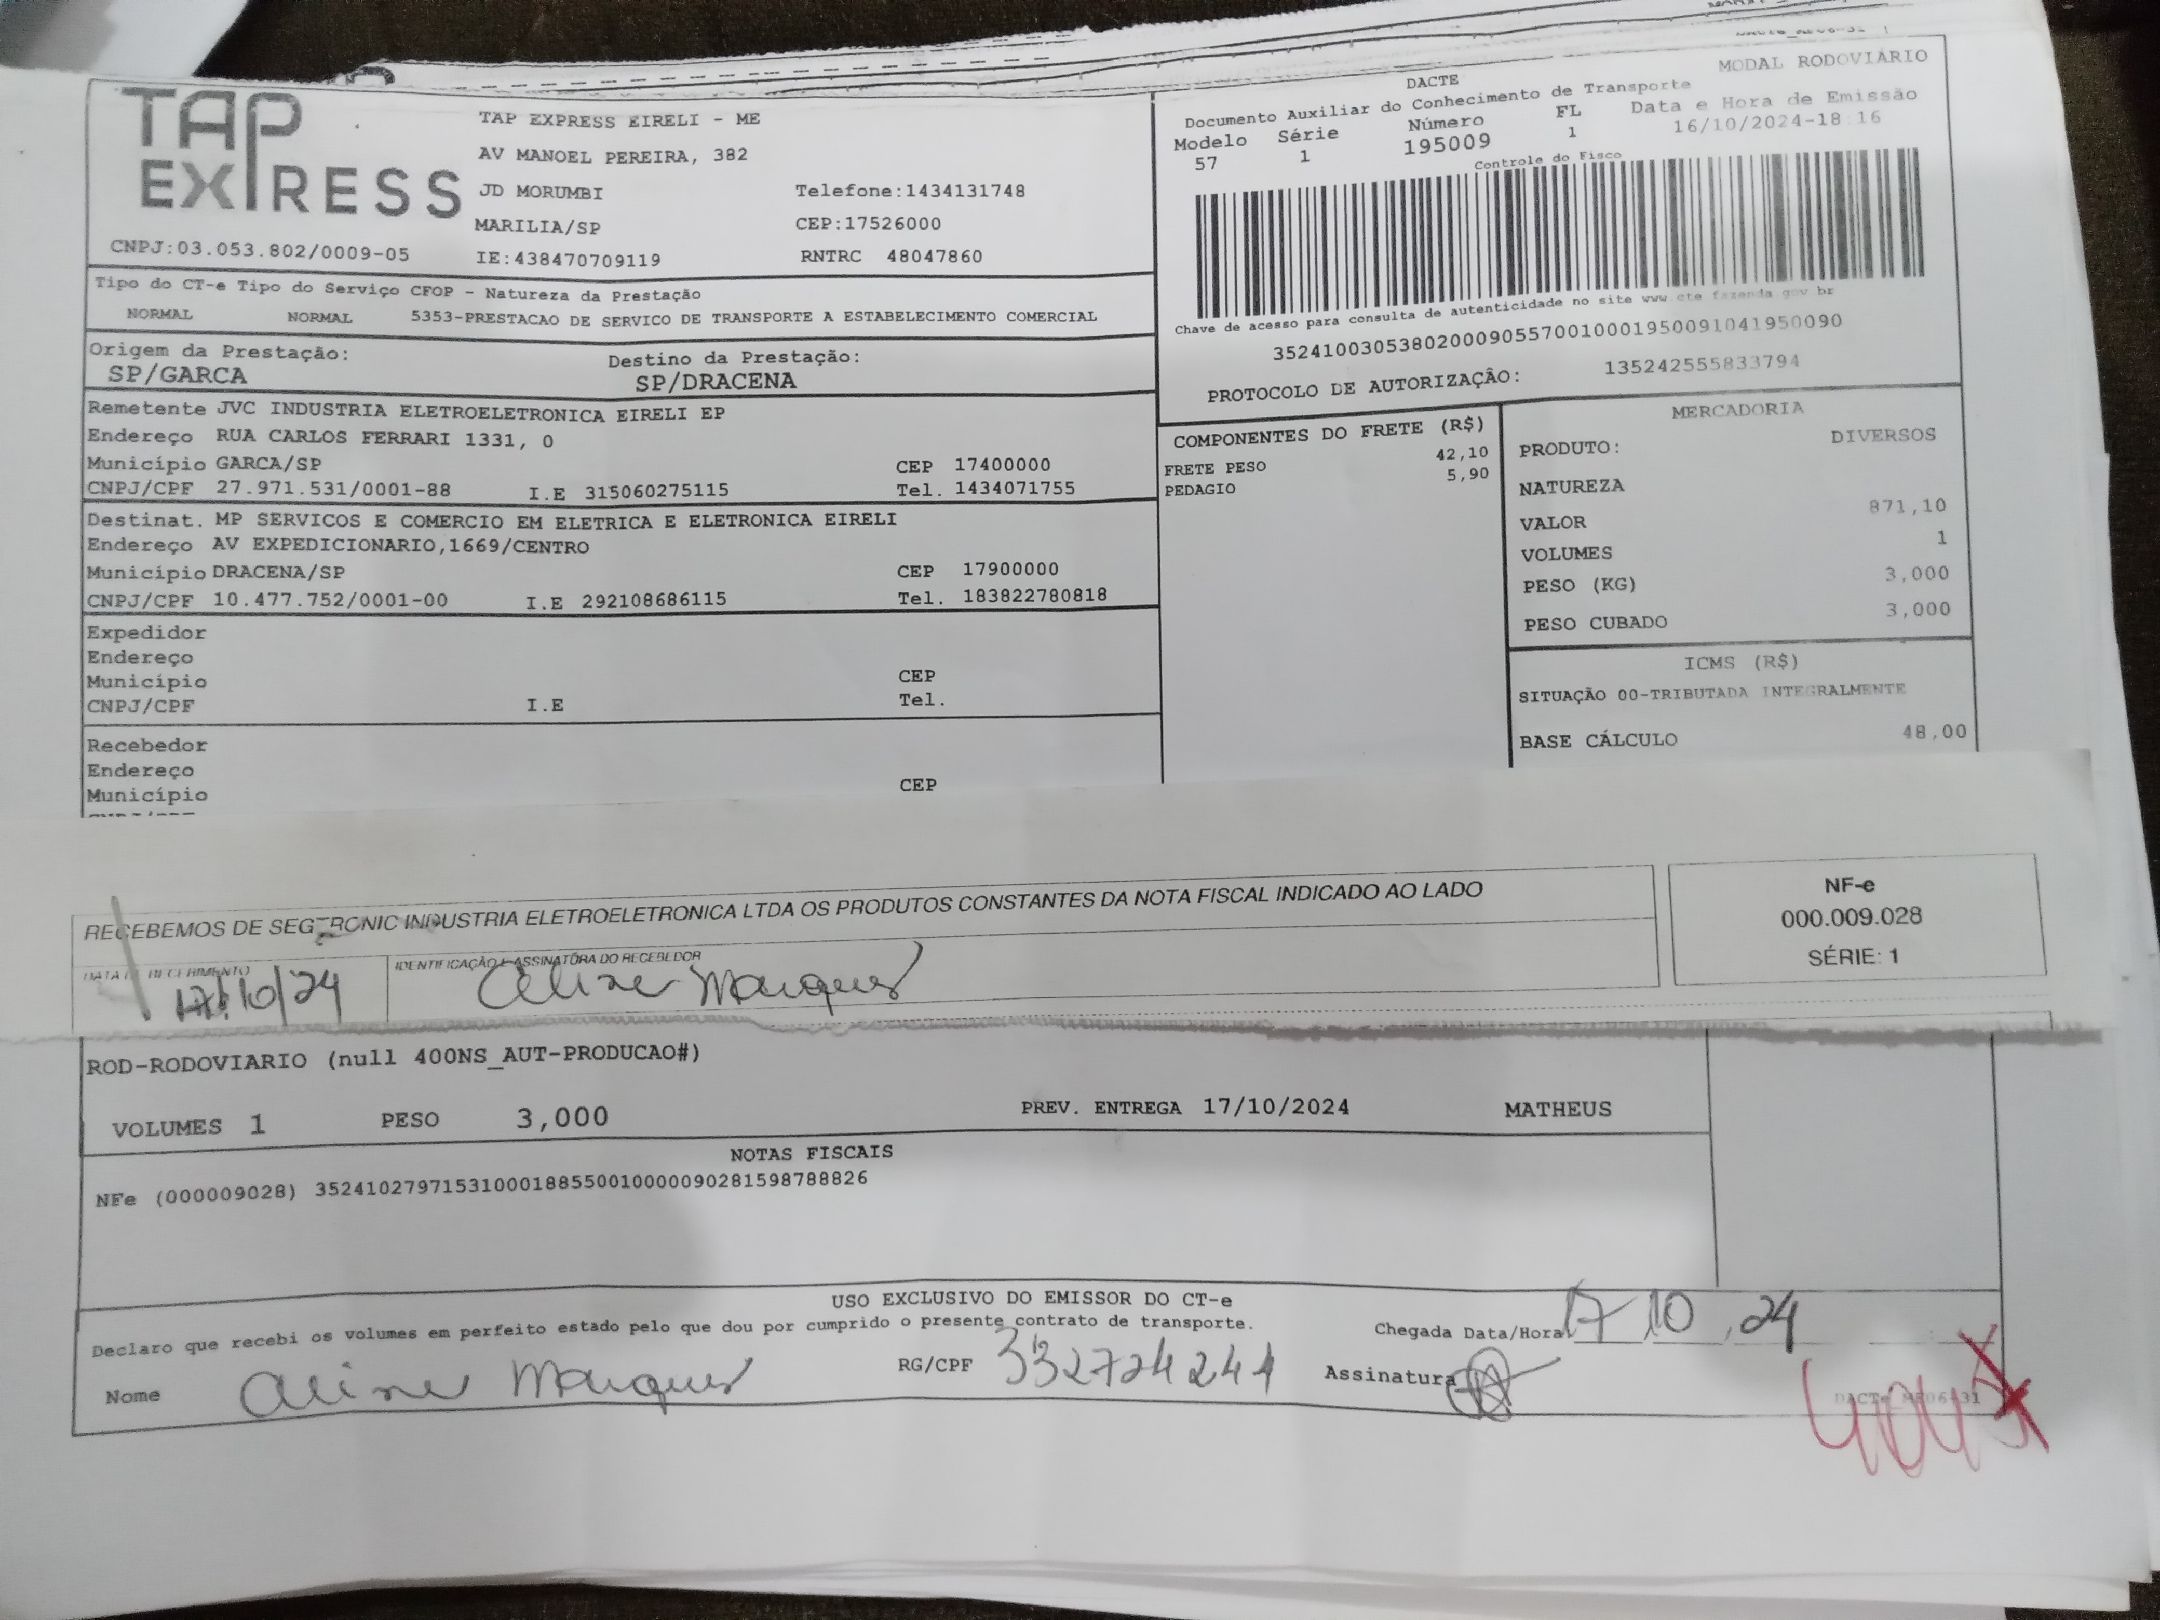 TAP EXPRESS
TAP EXPRESS EIRELI - ME
AV MANOEL PEREIRA, 382
JD MORUMBI Telefone:1434131748
MARILIA/SP CEP:17526000
CNPJ:03.053.802/0009-05 IE:438470709119 RNTRC 48047860
MODAL RODOVIARIO
DACTE
Documento Auxiliar do Conhecimento de Transporte
Modelo Série Número FL Data e Hora de Emissão
57 1 195009 1 16/10/2024-18:16
Controle do Fisco
Chave de acesso para consulta de autenticidade no site www.cte.fazenda.gov.br
35241003053802000905570010001950091041950090
PROTOCOLO DE AUTORIZAÇÃO: 135242555833794
Tipo do CT-e Tipo do Serviço CFOP - Natureza da Prestação
NORMAL NORMAL 5353-PRESTACAO DE SERVICO DE TRANSPORTE A ESTABELECIMENTO COMERCIAL
Origem da Prestação: Destino da Prestação:
SP/GARCA SP/DRACENA
Remetente JVC INDUSTRIA ELETROELETRONICA EIRELI EP
Endereço RUA CARLOS FERRARI 1331, 0
Município GARCA/SP CEP 17400000
CNPJ/CPF 27.971.531/0001-88 I.E 315060275115 Tel. 1434071755
Destinat. MP SERVICOS E COMERCIO EM ELETRICA E ELETRONICA EIRELI
Endereço AV EXPEDICIONARIO,1669/CENTRO
Município DRACENA/SP CEP 17900000
CNPJ/CPF 10.477.752/0001-00 I.E 292108686115 Tel. 183822780818
Expedidor
Endereço
Município CEP
CNPJ/CPF I.E Tel.
Recebedor
Endereço
Município CEP
COMPONENTES DO FRETE (R$)
FRETE PESO 42,10
PEDAGIO 5,90
MERCADORIA
PRODUTO: DIVERSOS
NATUREZA
VALOR 871,10
VOLUMES 1
PESO (KG) 3,000
PESO CUBADO 3,000
ICMS (R$)
SITUAÇÃO 00-TRIBUTADA INTEGRALMENTE
BASE CÁLCULO 48,00
RECEBEMOS DE SEGTRONIC INDUSTRIA ELETROELETRONICA LTDA OS PRODUTOS CONSTANTES DA NOTA FISCAL INDICADO AO LADO
DATA DE RECEBIMENTO IDENTIFICAÇÃO E ASSINATURA DO RECEBEDOR
17/10/24 Aline Marques
NF-e
000.009.028
SÉRIE: 1
ROD-RODOVIARIO (null 400NS_AUT-PRODUCAO#)
VOLUMES 1 PESO 3,000 PREV. ENTREGA 17/10/2024 MATHEUS
NOTAS FISCAIS
NFe (000009028) 35241027971531000188550010000090281598788826
USO EXCLUSIVO DO EMISSOR DO CT-e
Declaro que recebi os volumes em perfeito estado pelo que dou por cumprido o presente contrato de transporte.
Chegada Data/Hora 17 10 24
Nome Aline Marques RG/CPF 332724244 Assinatura